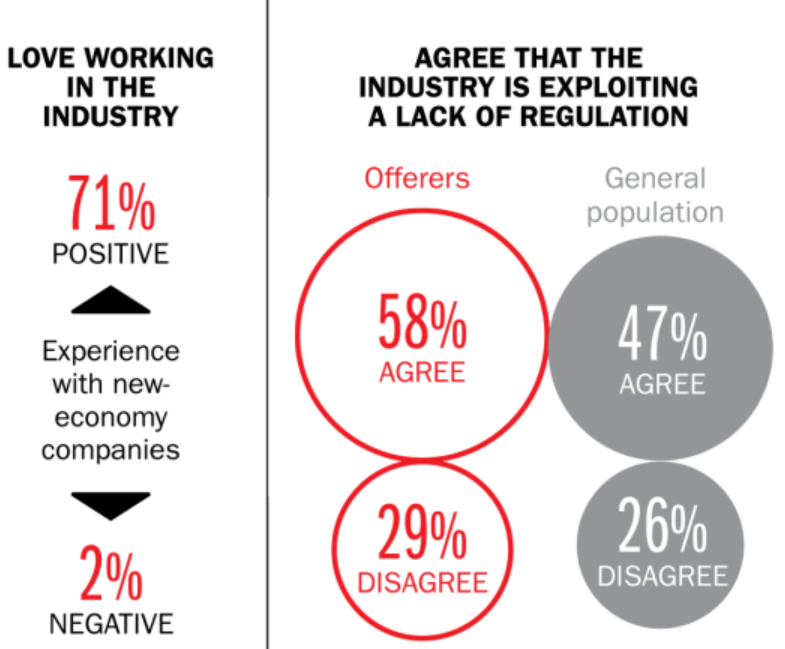 LOVE WORKING
IN THE
INDUSTRY
71%
POSITIVE
Experience
with new-
economy
companies
2%
NEGATIVE
AGREE THAT THE
INDUSTRY IS EXPLOITING
A LACK OF REGULATION
Offerers
58%
AGREE
29%
DISAGREE
General
population
47%
AGREE
26%
DISAGREE